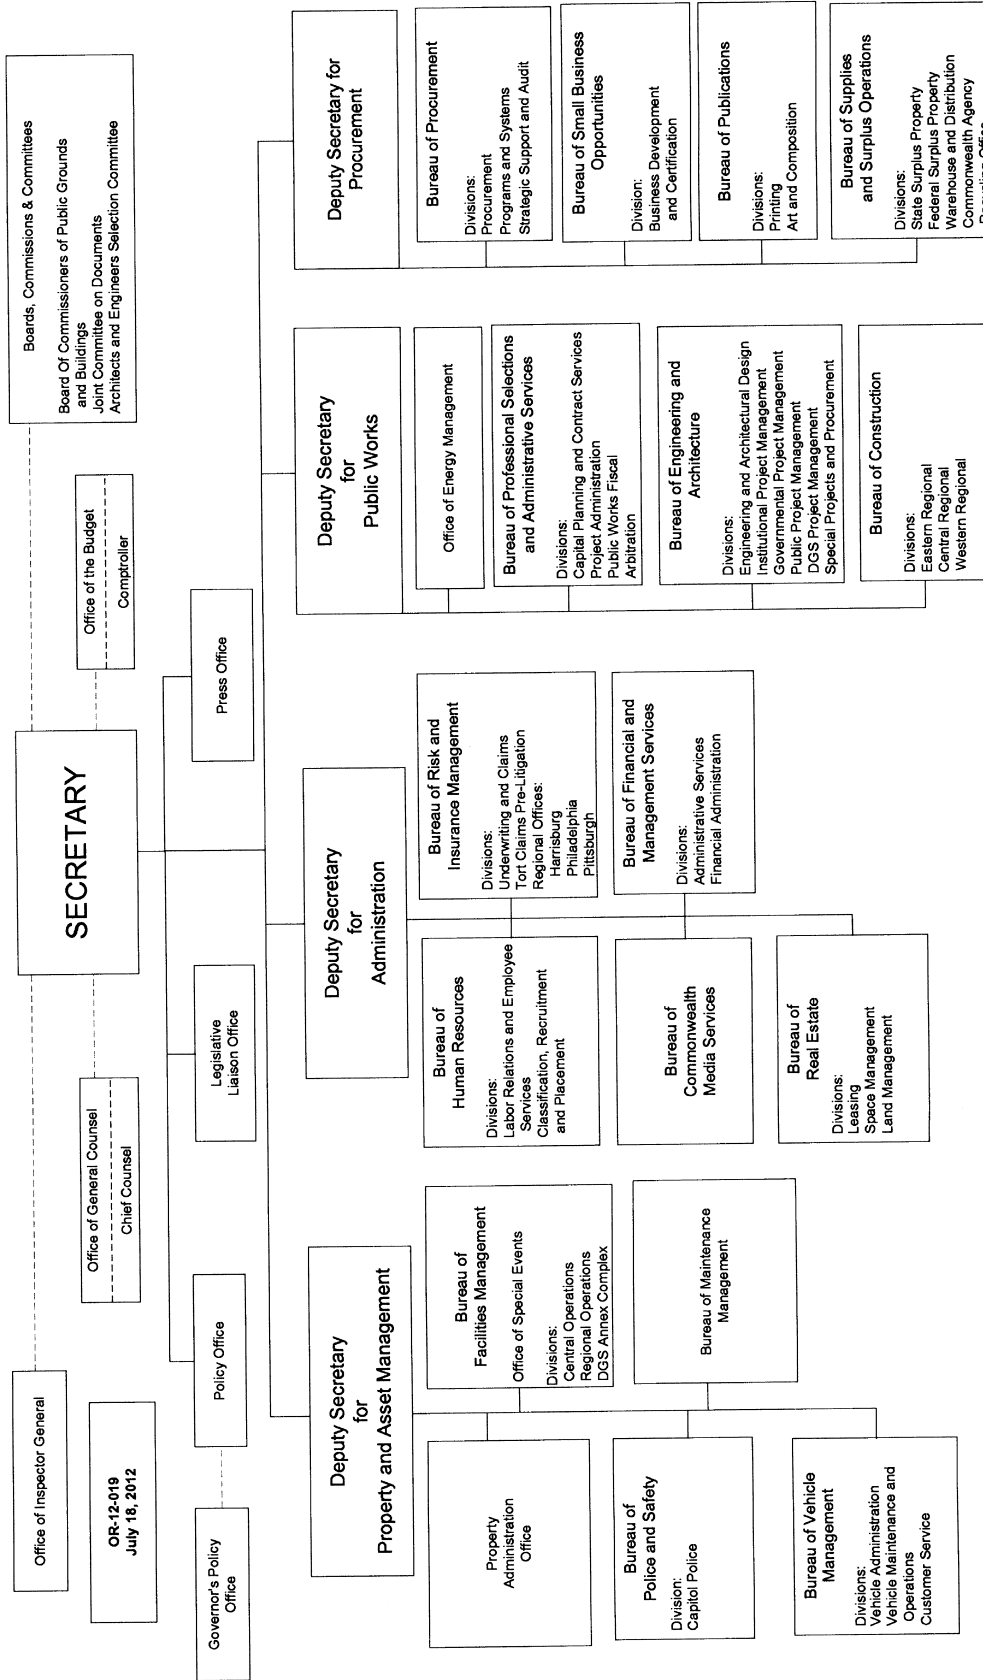 Office of Inspector General
SECRETARY
Boards, Commissions & Committees
Board Of Commissioners of Public Grounds
and Buildings
Joint Committee on Documents
Architects and Engineers Selection Committee
OR-12-019
July 18, 2012
Office of General Counsel
Chief Counsel
Office of the Budget
Comptroller
Governor's Policy
Office
Policy Office
Legislative
Liaison Office
Press Office
Deputy Secretary
for
Property and Asset Management
Property
Administration
Office
Bureau of
Facilities Management
Office of Special Events
Divisions:
Central Operations
Regional Operations
DGS Annex Complex
Bureau of
Police and Safety
Division:
Capitol Police
Bureau of Maintenance
Management
Bureau of Vehicle
Management
Divisions:
Vehicle Administration
Vehicle Maintenance and
Operations
Customer Service
Deputy Secretary
for
Administration
Bureau of
Human Resources
Divisions:
Labor Relations and Employee
Services
Classification, Recruitment
and Placement
Bureau of Risk and
Insurance Management
Divisions:
Underwriting and Claims
Tort Claims Pre-Litigation
Regional Offices:
Harrisburg
Philadelphia
Pittsburgh
Bureau of
Commonwealth
Media Services
Bureau of Financial and
Management Services
Divisions:
Administrative Services
Financial Administration
Bureau of
Real Estate
Divisions:
Leasing
Space Management
Land Management
Deputy Secretary
for
Public Works
Office of Energy Management
Bureau of Professional Selections
and Administrative Services
Divisions:
Capital Planning and Contract Services
Project Administration
Public Works Fiscal
Arbitration
Bureau of Engineering and
Architecture
Divisions:
Engineering and Architectural Design
Institutional Project Management
Governmental Project Management
Public Project Management
DGS Project Management
Special Projects and Procurement
Bureau of Construction
Divisions:
Eastern Regional
Central Regional
Western Regional
Deputy Secretary for
Procurement
Bureau of Procurement
Divisions:
Procurement
Programs and Systems
Strategic Support and Audit
Bureau of Small Business
Opportunities
Division:
Business Development
and Certification
Bureau of Publications
Divisions:
Printing
Art and Composition
Bureau of Supplies
and Surplus Operations
Divisions:
State Surplus Property
Federal Surplus Property
Warehouse and Distribution
Commonwealth Agency